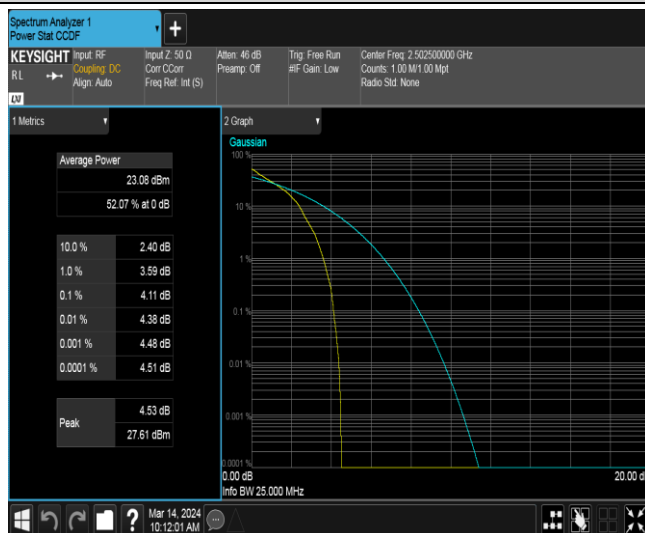 Spectrum Analyzer 1
Power Stat CCDF
KEYSIGHT
Input: RF
Input Z: 50 Ω
Atten: 46 dB
Trig: Free Run
Center Freq: 2.502500000 GHz
RL
Coupling: DC
Corr CCorr
Preamp: Off
#IF Gain: Low
Counts: 1.00 M/1.00 Mpt
Align: Auto
Freq Ref: Int (S)
Radio Std: None
LXI
1 Metrics
2 Graph
Average Power
23.08 dBm
52.07 % at 0 dB
10.0 % 2.40 dB
1.0 % 3.59 dB
0.1 % 4.11 dB
0.01 % 4.38 dB
0.001 % 4.48 dB
0.0001 % 4.51 dB
Peak
4.53 dB
27.61 dBm
Gaussian
100 %
10 %
1 %
0.1 %
0.01 %
0.001 %
0.0001 %
0.00 dB
20.00 d
Info BW 25.000 MHz
Mar 14, 2024
10:12:01 AM